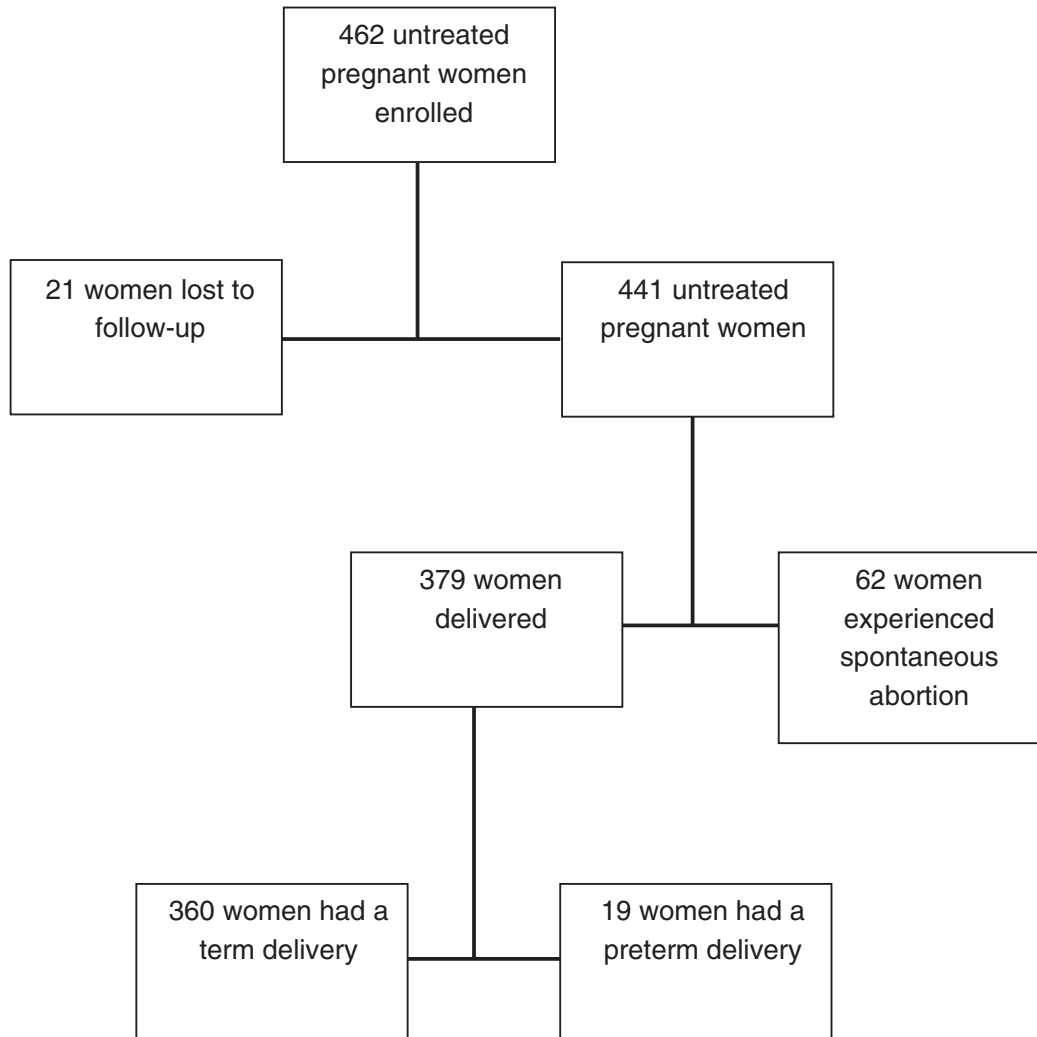 462 untreated
pregnant women
enrolled
21 women lost to
follow-up
441 untreated
pregnant women
379 women
delivered
62 women
experienced
spontaneous
abortion
360 women had a
term delivery
19 women had a
preterm delivery